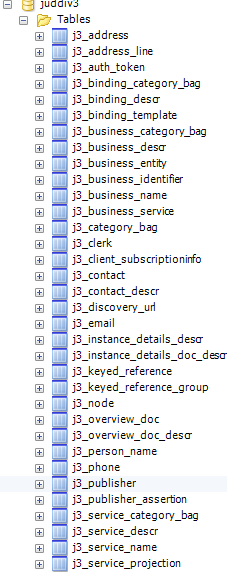 juddiv3
Tables
j3_address
j3_address_line
j3_auth_token
j3_binding_category_bag
j3_binding_descr
j3_binding_template
j3_business_category_bag
j3_business_descr
j3_business_entity
j3_business_identifier
j3_business_name
j3_business_service
j3_category_bag
j3_clerk
j3_client_subscriptioninfo
j3_contact
j3_contact_descr
j3_discovery_url
j3_email
j3_instance_details_descr
j3_instance_details_doc_descr
j3_keyed_reference
j3_keyed_reference_group
j3_node
j3_overview_doc
j3_overview_doc_descr
j3_person_name
j3_phone
j3_publisher
j3_publisher_assertion
j3_service_category_bag
j3_service_descr
j3_service_name
j3_service_projection